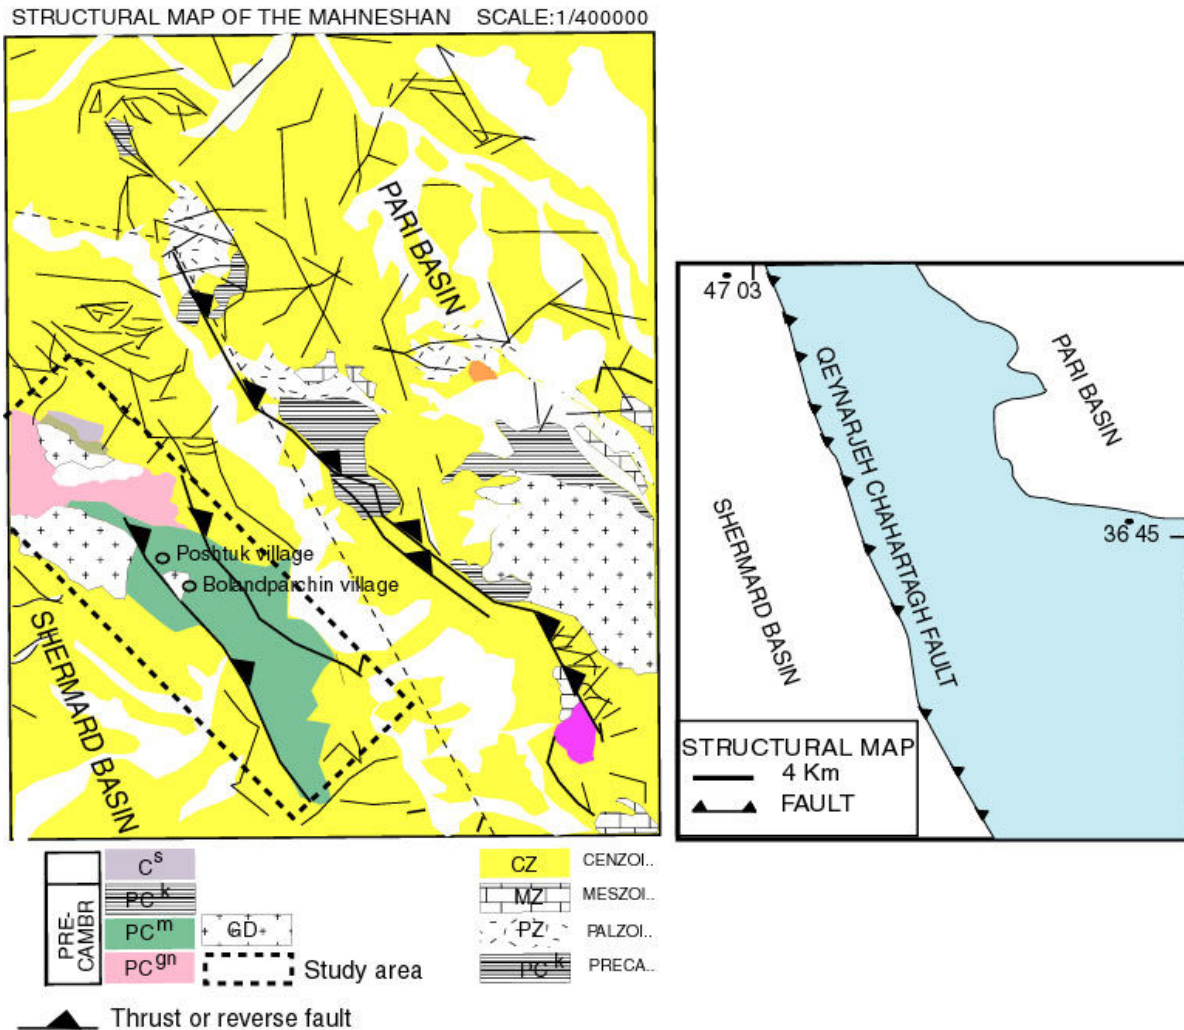 STRUCTURAL MAP OF THE MAHNESHAN SCALE:1/400000
PARI BASIN
Poshtuk village
Bolandparchin village
SHERMARD BASIN
47 03
QEYNARJEH CHAHARTAGH FAULT
PARI BASIN
36 45
SHERMARD BASIN
STRUCTURAL MAP
4 Km
FAULT
PRE-CAMBR
C^s
PC^k
PC^m
GD
PC^gn
Study area
CZ CENZOI..
MZ MESZOI..
PZ PALZOI..
PC^k PRECA..
Thrust or reverse fault